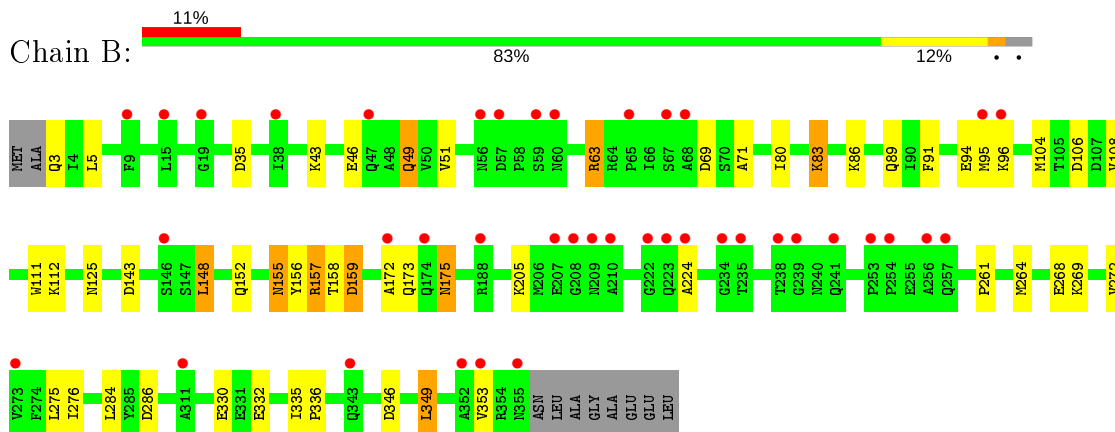 11%
Chain B:
83% 12% • •
MET ALA Q3 I4 L5 F9 L15 G19 D35 I38 K43 E46 Q47 A48 Q49 V50 V51 N56 D57 P58 S59 N60 R63 R64 P65 I66 S67 A68 D69 S70 A71 I80 K83 K86 Q89 I90 F91 E94 M95 K96 M104 T105 D106 D107 V108
W111 K112 N125 D143 S146 S147 L148 Q152 N155 Y156 R157 T158 D159 A172 Q173 Q174 N175 R188 K205 M206 E207 G208 N209 A210 G222 Q223 A224 G234 T235 T238 G239 N240 Q241 P253 P254 E255 A256 Q257 P261 M264 E268 K269 V272
V273 F274 L275 I276 L284 Y285 D286 A311 E330 E331 E332 I335 P336 Q343 D346 L349 A352 V353 R354 N355 ASN LEU ALA GLY ALA GLU GLU LEU